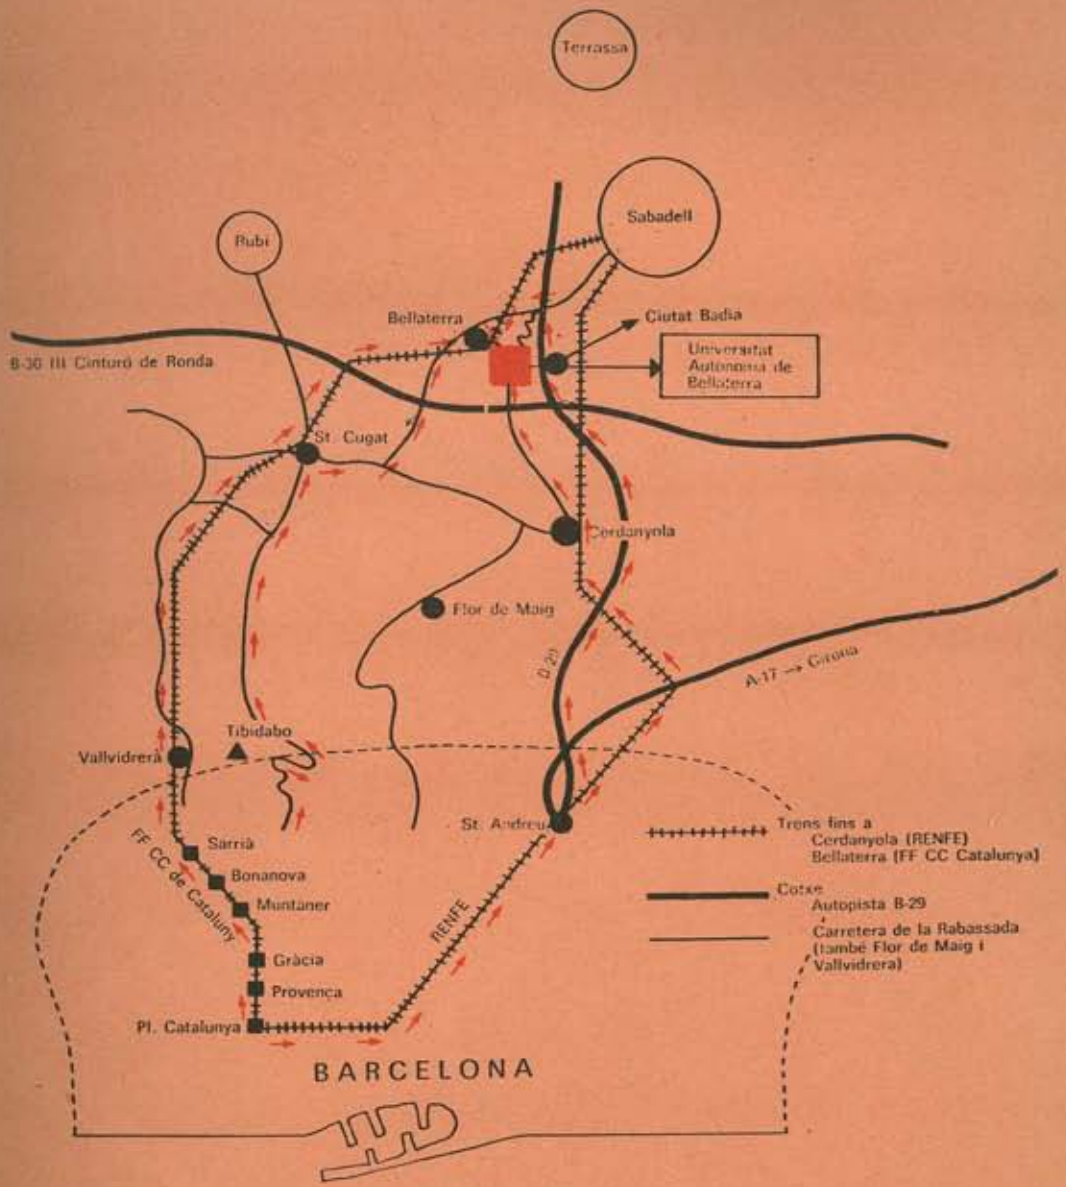 Terrassa
Sabadell
Rubí
Bellaterra
Ciutat Badia
B-30 III Cinturó de Ronda
Universitat
Autonoma de
Bellaterra
St. Cugat
Cerdanyola
Flor de Maig
B-29
A-17 → Girona
Tibidabo
Vallvidrerà
St. Andreu
Trens fins a
Cerdanyola (RENFE)
Bellaterra (FF CC Catalunya)
Sarrià
FF CC de Cataluny
Bonanova
Cotxe
Autopista B-29
Muntaner
RENFE
Carretera de la Rabassada
(també Flor de Maig i
Vallvidrera)
Gràcia
Provença
Pl. Catalunya
BARCELONA